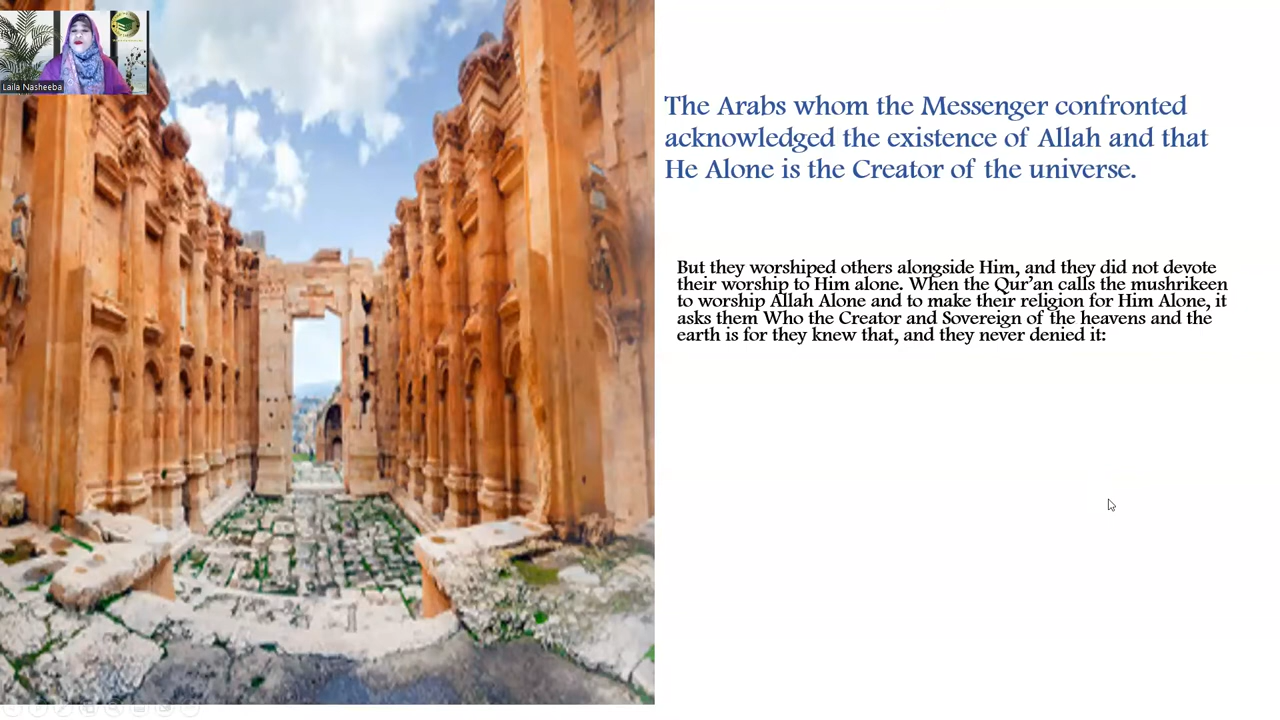 Laila Nasheeba
The Arabs whom the Messenger confronted
acknowledged the existence of Allah and that
He Alone is the Creator of the universe.
But they worshiped others alongside Him, and they did not devote
their worship to Him alone. When the Qur’an calls the mushrikeen
to worship Allah Alone and to make their religion for Him Alone, it
asks them Who the Creator and Sovereign of the heavens and the
earth is for they knew that, and they never denied it: